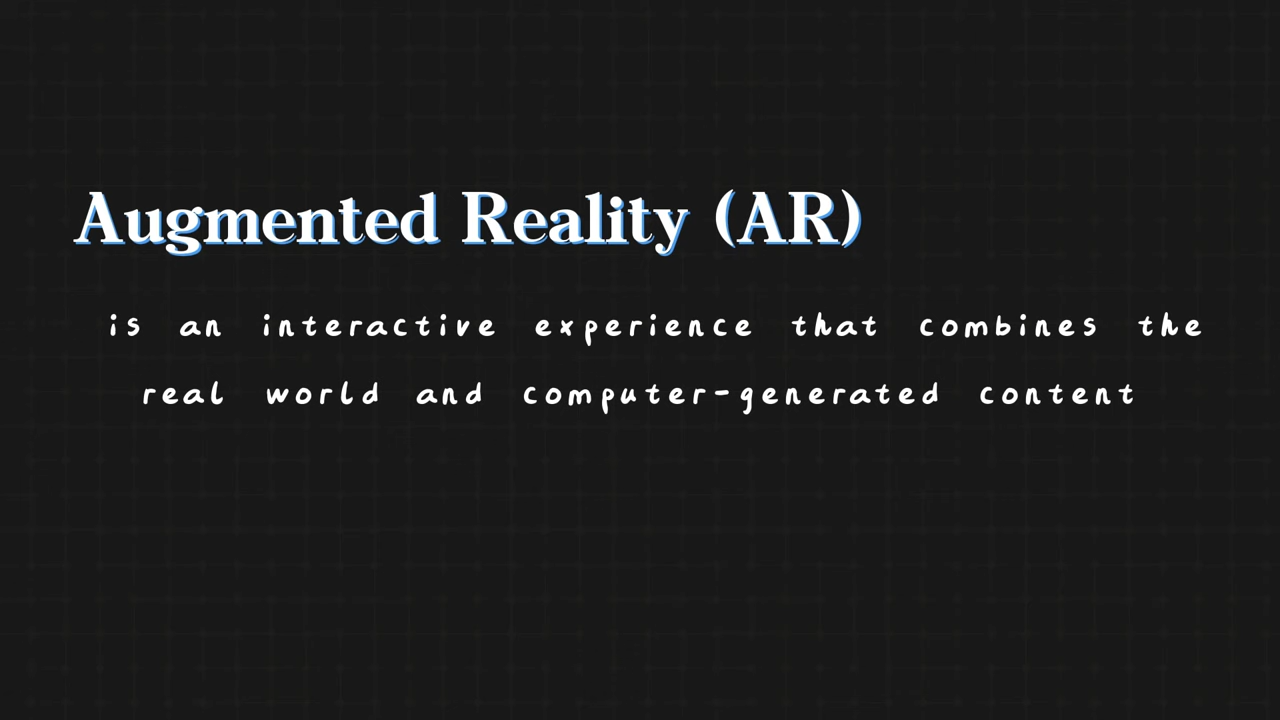 Augmented Reality (AR)
is an interactive experience that combines the
real world and computer-generated content